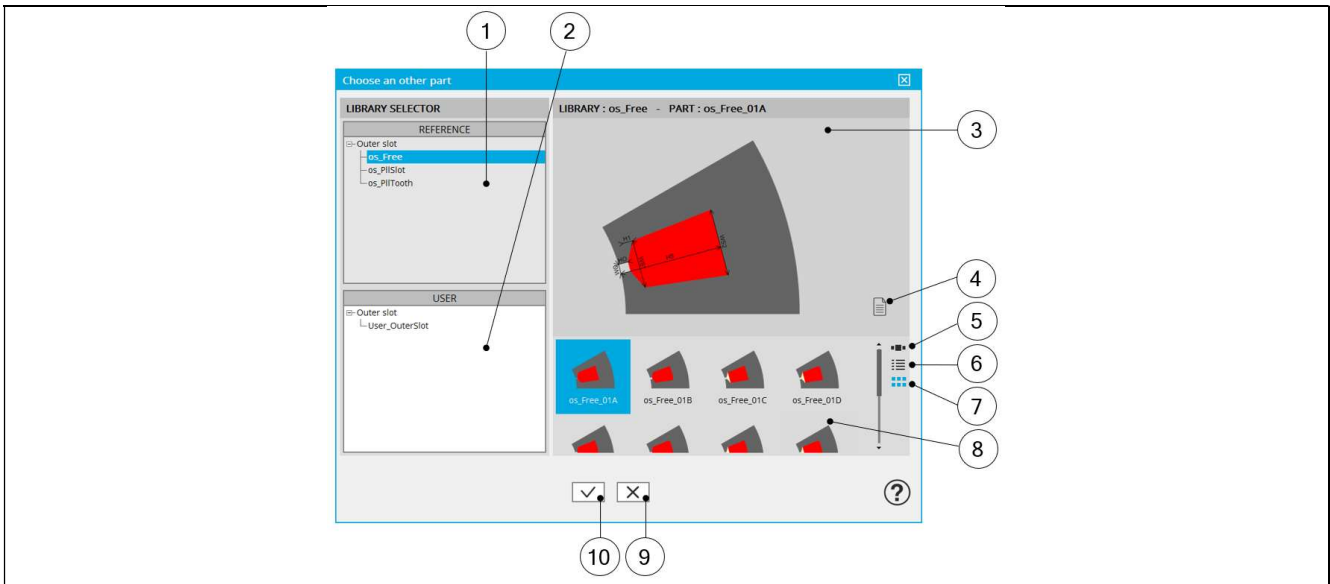 1
2
Choose an other part
LIBRARY SELECTOR
LIBRARY : os_Free - PART : os_Free_01A
REFERENCE
Outer slot
os_Free
os_PllSlot
os_PllTooth
3
USER
Outer slot
User_OuterSlot
4
5
6
7
8
os_Free_01A
os_Free_01B
os_Free_01C
os_Free_01D
?
10
9